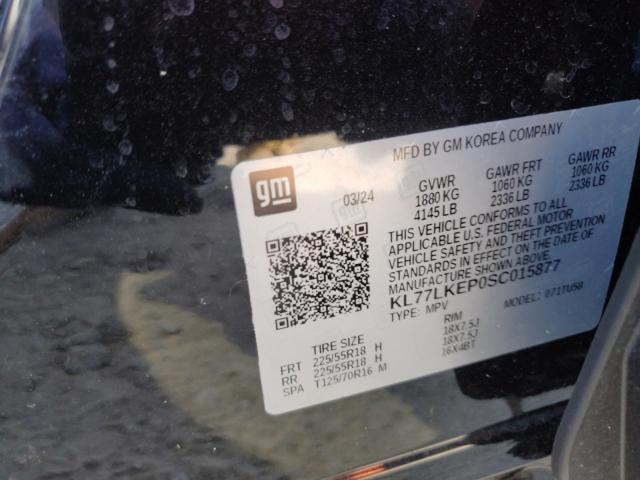 MFD BY GM KOREA COMPANY
gm
03/24
GVWR GAWR FRT GAWR RR
1880 KG 1060 KG 1060 KG
4145 LB 2336 LB 2336 LB
THIS VEHICLE CONFORMS TO ALL
APPLICABLE U.S. FEDERAL MOTOR
VEHICLE SAFETY AND THEFT PREVENTION
STANDARDS IN EFFECT ON THE DATE OF
MANUFACTURE SHOWN ABOVE.
KL77LKEP0SC015877
TYPE: MPV MODEL: 071TU58
TIRE SIZE RIM
FRT 225/55R18 H 18X7.5J
RR 225/55R18 H 18X7.5J
SPA T125/70R16 M 16X4BT